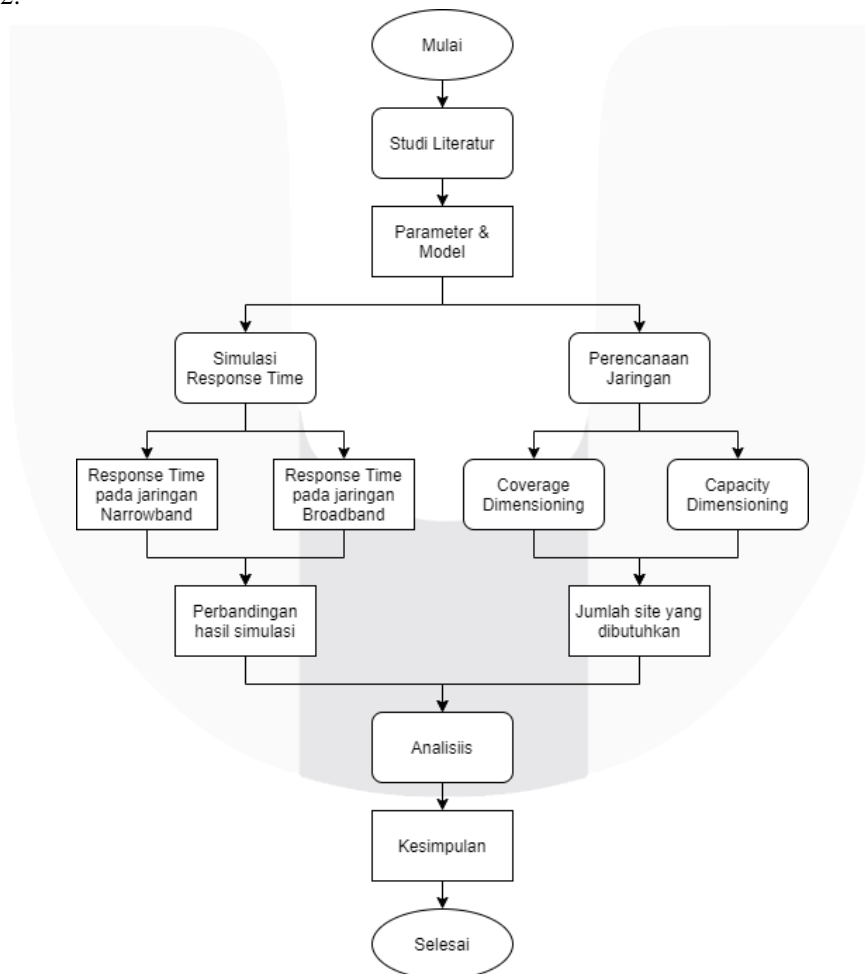 2.
Mulai
Studi Literatur
Parameter &
Model
Simulasi
Response Time
Perencanaan
Jaringan
Response Time
pada jaringan
Narrowband
Response Time
pada jaringan
Broadband
Coverage
Dimensioning
Capacity
Dimensioning
Perbandingan
hasil simulasi
Jumlah site yang
dibutuhkan
Analisiis
Kesimpulan
Selesai